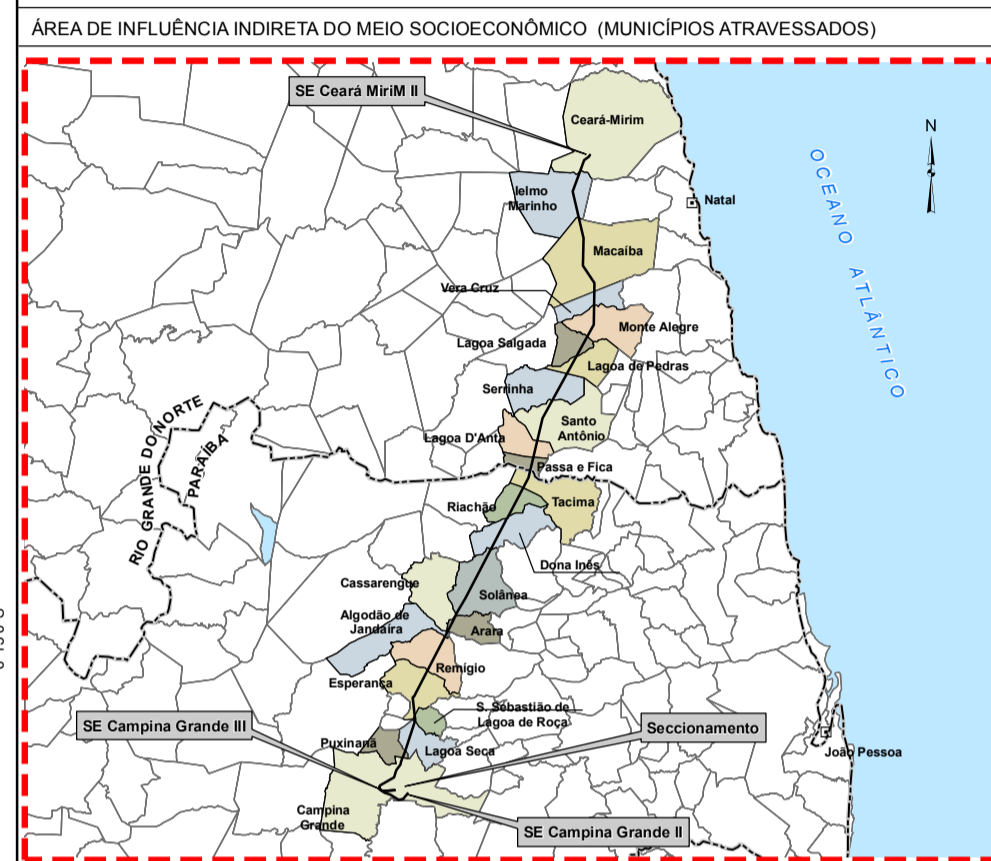 ÁREA DE INFLUÊNCIA INDIRETA DO MEIO SOCIOECONÔMICO (MUNICÍPIOS ATRAVESSADOS)
SE Ceará MiriM II
Ceará-Mirim
N
OCEANO ATLÂNTICO
Ielmo
Marinho
Natal
Macaíba
Vera Cruz
Monte Alegre
Lagoa Salgada
Lagoa de Pedras
Serrinha
Santo
Antônio
Lagoa D'Anta
Passa e Fica
RIO GRANDE DO NORTE
PARAÍBA
Riachão
Tacima
Dona Inês
Cassarengue
Solânea
Algodão de
Jandaíra
Arara
Remígio
Esperança
S. Sebastião de
Lagoa de Roça
SE Campina Grande III
Seccionamento
Puxinanã
Lagoa Seca
João Pessoa
Campina
Grande
SE Campina Grande II